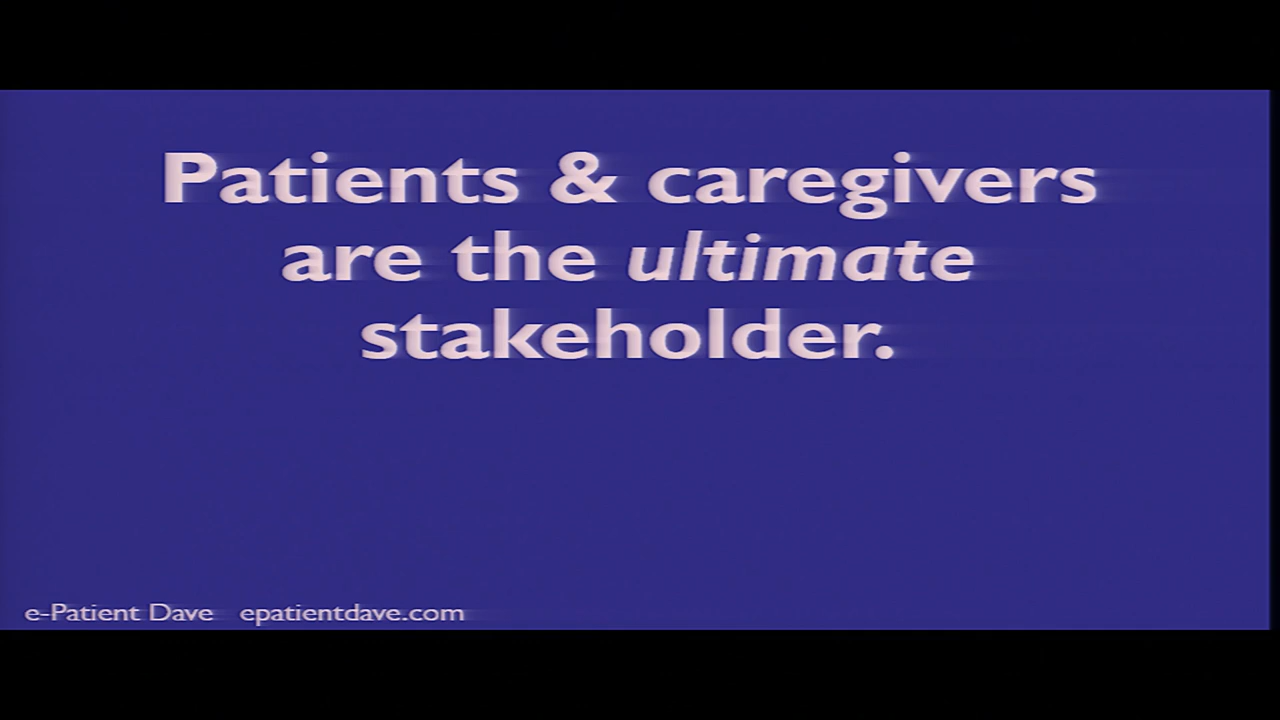 Patients & caregivers
are the ultimate
stakeholder.
e-Patient Dave epatientdave.com